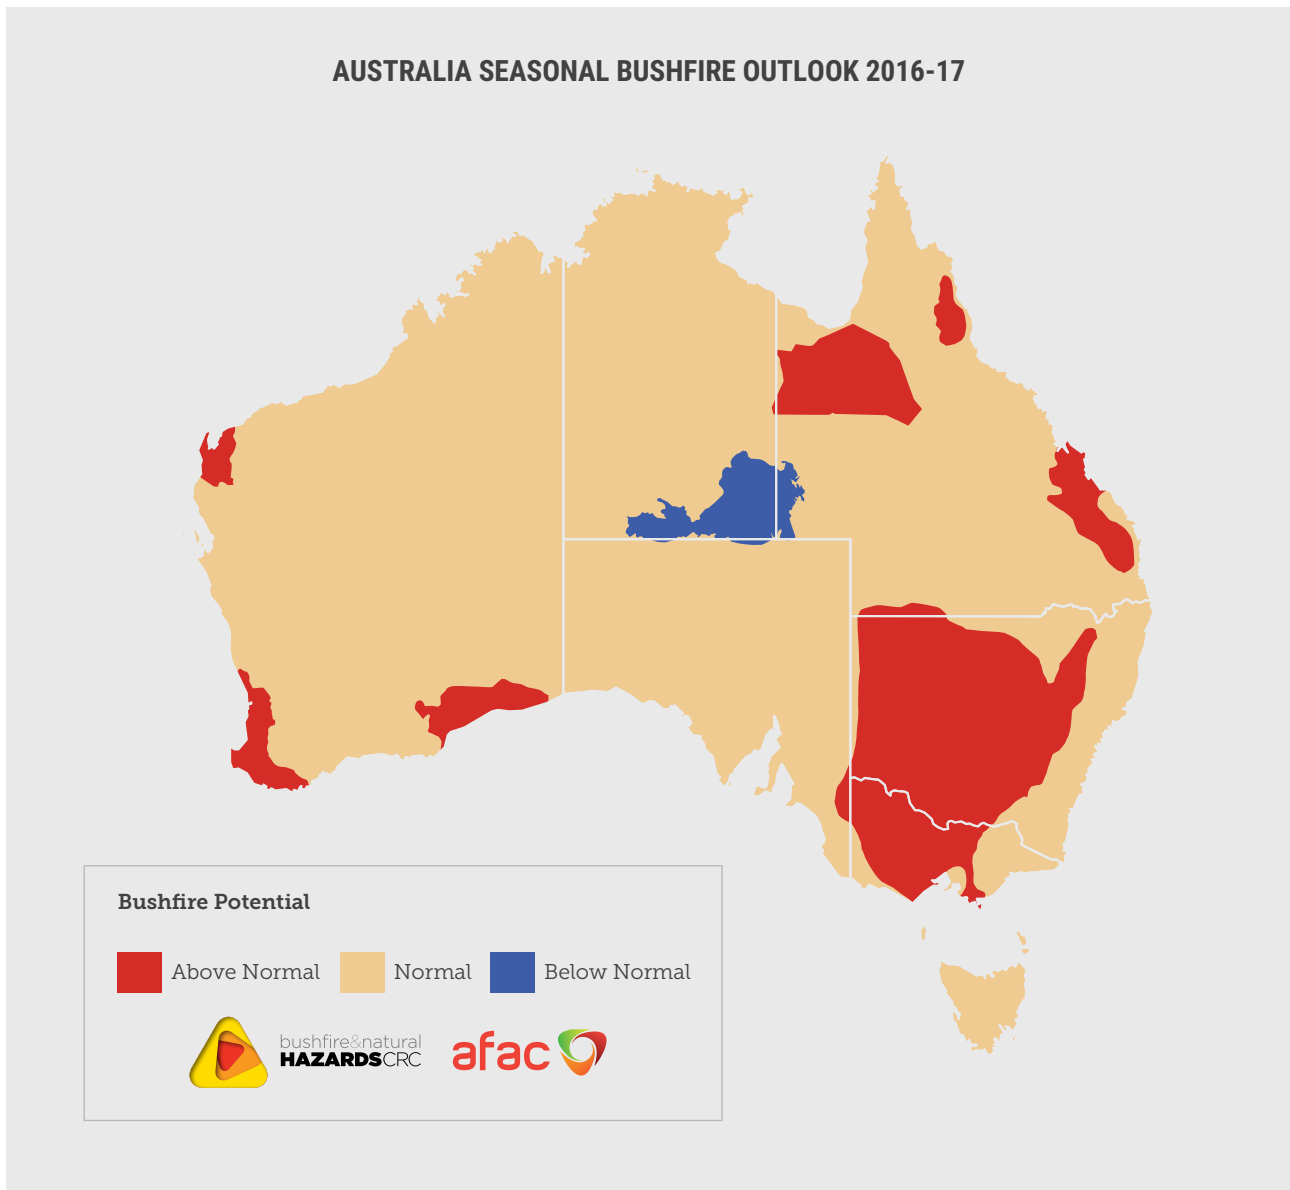 AUSTRALIA SEASONAL BUSHFIRE OUTLOOK 2016-17
Bushfire Potential
Above Normal Normal Below Normal
bushfire&natural
HAZARDSCRC
afac